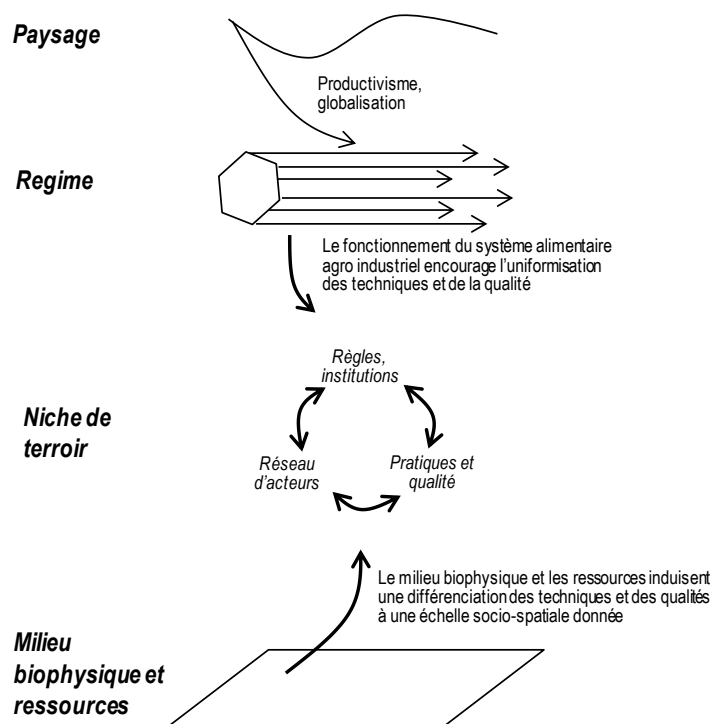 Paysage
Productivisme,
globalisation
Regime
Le fonctionnement du système alimentaire
agro industriel encourage l'uniformisation
des techniques et de la qualité
Règles,
institutions
Niche de
terroir
Réseau
d'acteurs
Pratiques et
qualité
Le milieu biophysique et les ressources induisent
une différenciation des techniques et des qualités
à une échelle socio-spatiale donnée
Milieu
biophysique et
ressources